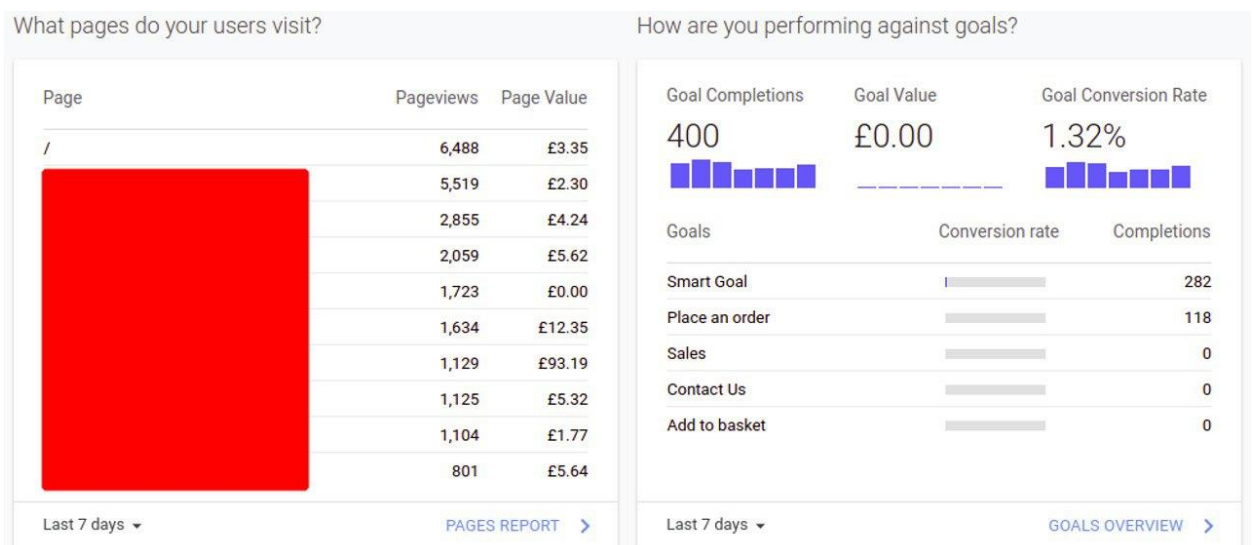 What pages do your users visit?
Page Pageviews Page Value
/ 6,488 £3.35
5,519 £2.30
2,855 £4.24
2,059 £5.62
1,723 £0.00
1,634 £12.35
1,129 £93.19
1,125 £5.32
1,104 £1.77
801 £5.64
Last 7 days PAGES REPORT
How are you performing against goals?
Goal Completions Goal Value Goal Conversion Rate
400 £0.00 1.32%
Goals Conversion rate Completions
Smart Goal 282
Place an order 118
Sales 0
Contact Us 0
Add to basket 0
Last 7 days GOALS OVERVIEW